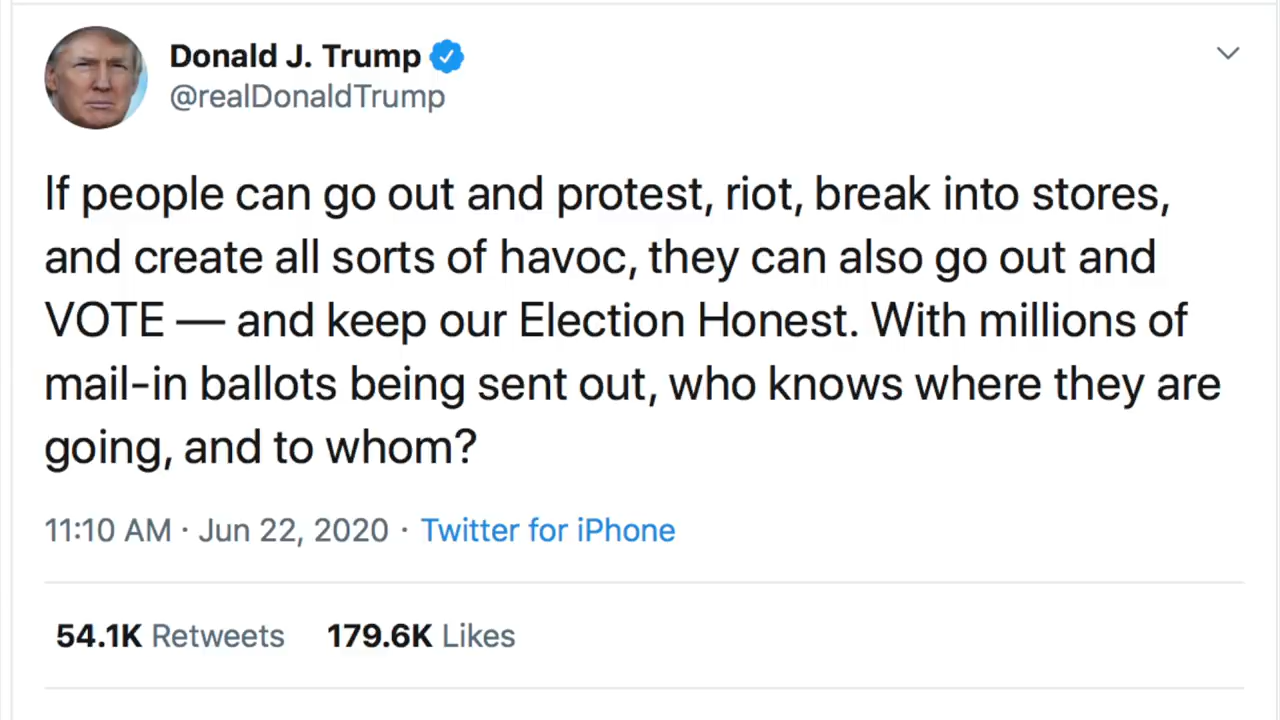 Donald J. Trump
@realDonaldTrump
If people can go out and protest, riot, break into stores,
and create all sorts of havoc, they can also go out and
VOTE — and keep our Election Honest. With millions of
mail-in ballots being sent out, who knows where they are
going, and to whom?
11:10 AM · Jun 22, 2020 · Twitter for iPhone
54.1K Retweets 179.6K Likes